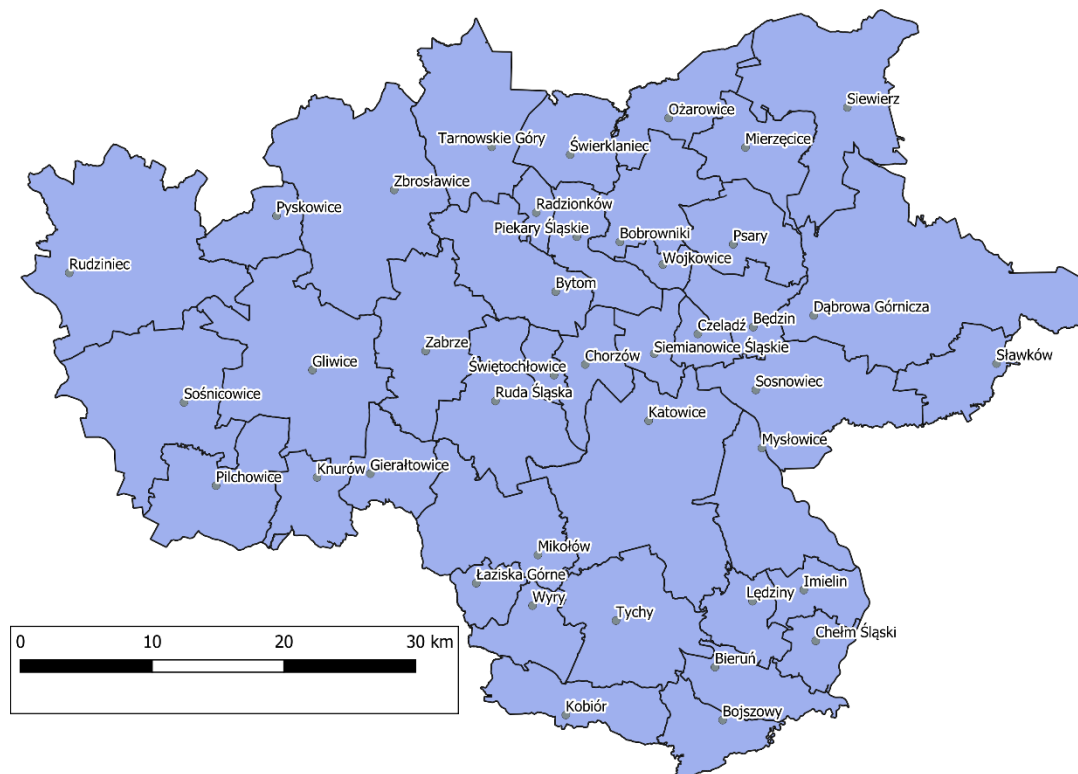 Siewierz
Ożarowice
Mierzęcice
Tarnowskie Góry
Świerklaniec
Zbrosławice
Radzionków
Pyskowice
Piekary Śląskie
Bobrowniki
Psary
Wojkowice
Rudziniec
Bytom
Dąbrowa Górnicza
Czeladź
Będzin
Zabrze
Chorzów
Siemianowice Śląskie
Sławków
Gliwice
Świętochłowice
Sosnowiec
Sośnicowice
Ruda Śląska
Katowice
Mysłowice
Pilchowice
Knurów
Gierałtowice
Mikołów
Łaziska Górne
Imielin
Lędziny
Wyry
Tychy
Chełm Śląski
0 10 20 30 km
Bieruń
Kobiór
Bojszowy